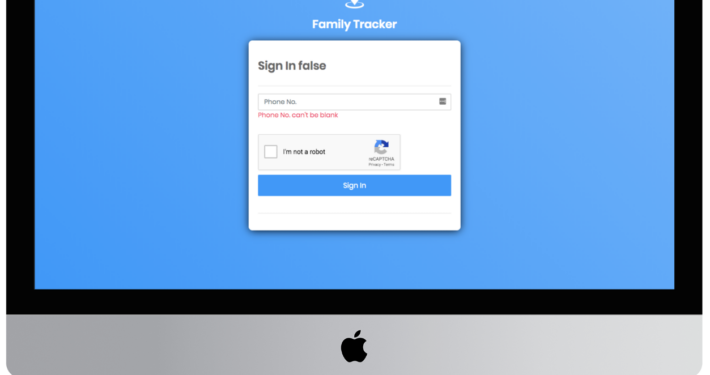 Family Tracker
Sign In false
Phone No.
Phone No. can't be blank
I'm not a robot
reCAPTCHA
Privacy - Terms
Sign In